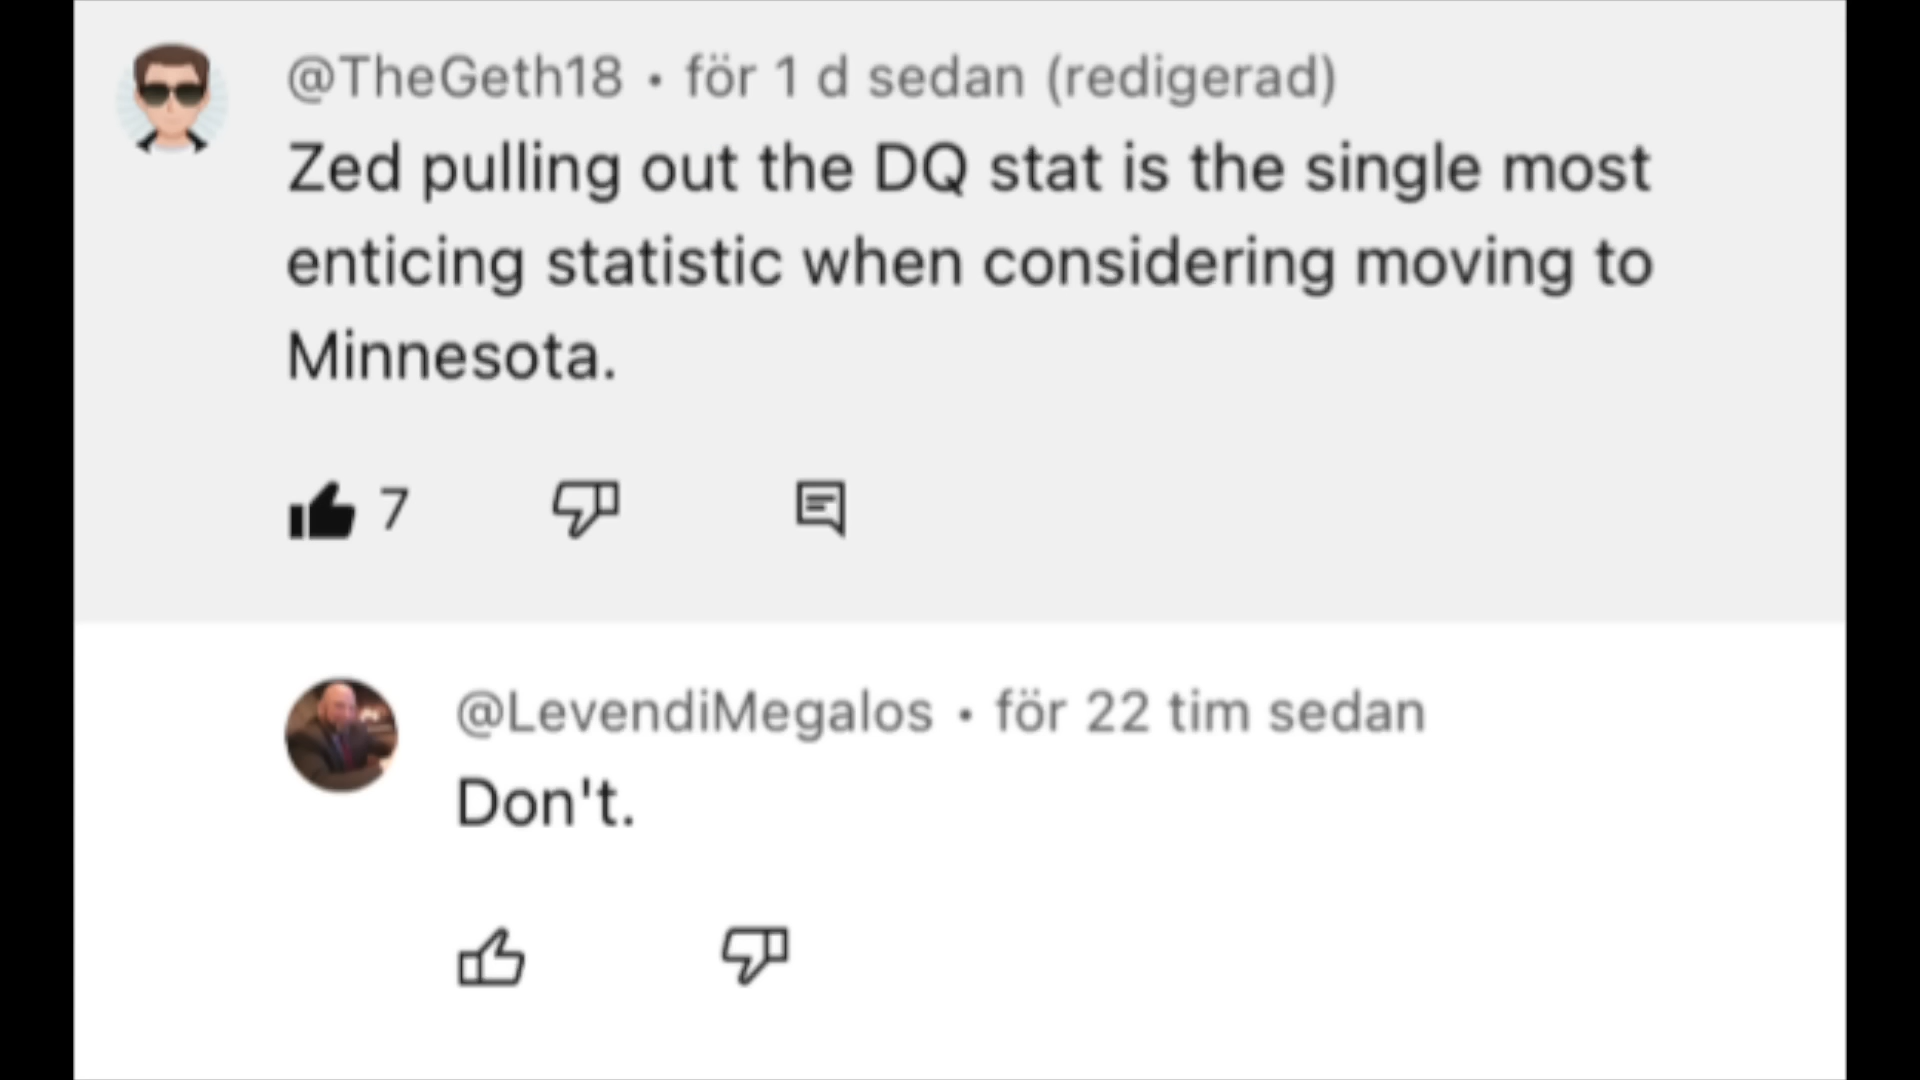 @TheGeth18 • för 1 d sedan (redigerad)
Zed pulling out the DQ stat is the single most
enticing statistic when considering moving to
Minnesota.
7
@LevendiMegalos • för 22 tim sedan
Don't.